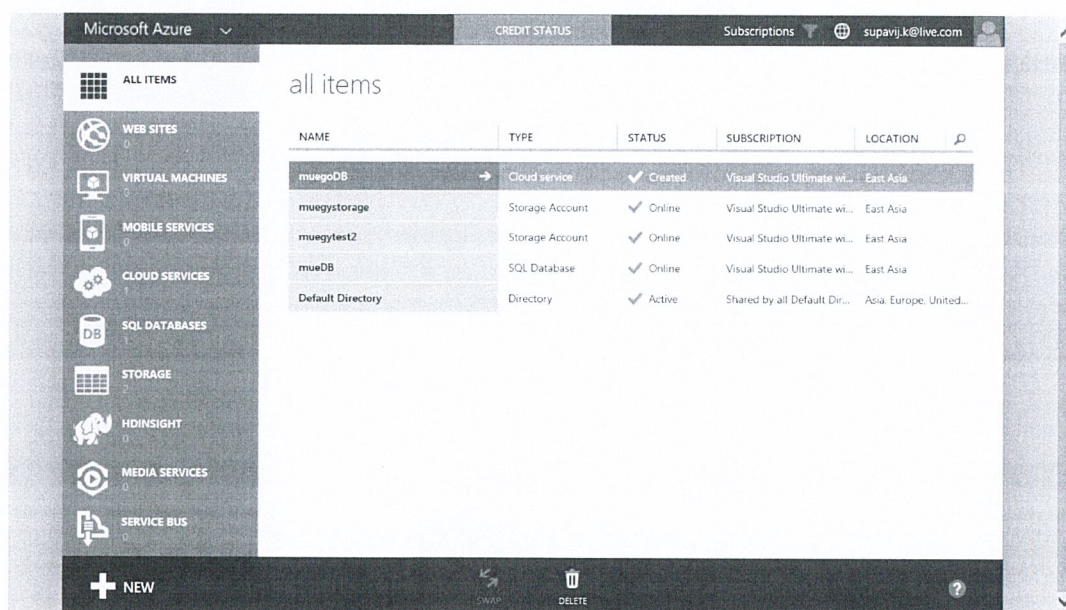 Microsoft Azure
CREDIT STATUS
Subscriptions
supavij.k@live.com
ALL ITEMS
WEB SITES
0
VIRTUAL MACHINES
0
MOBILE SERVICES
0
CLOUD SERVICES
1
DB
SQL DATABASES
1
STORAGE
2
HDINSIGHT
0
MEDIA SERVICES
0
SERVICE BUS
0
all items
NAME TYPE STATUS SUBSCRIPTION LOCATION
muegoDB Cloud service Created Visual Studio Ultimate wi... East Asia
muegystorage Storage Account Online Visual Studio Ultimate wi... East Asia
muegytest2 Storage Account Online Visual Studio Ultimate wi... East Asia
mueDB SQL Database Online Visual Studio Ultimate wi... East Asia
Default Directory Directory Active Shared by all Default Dir... Asia, Europe, United...
NEW
SWAP
DELETE
?